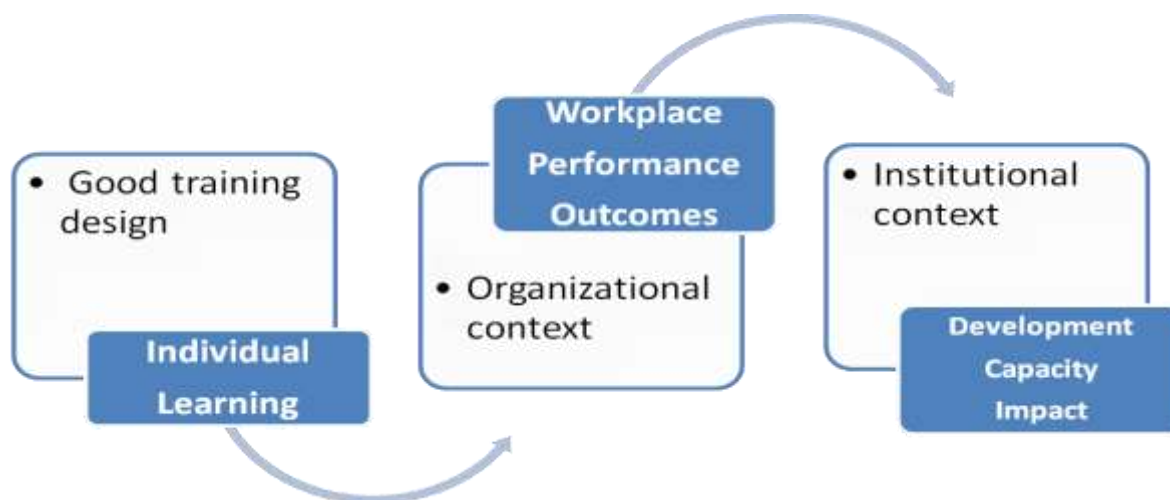 • Good training
design
Individual
Learning
Workplace
Performance
Outcomes
• Organizational
context
• Institutional
context
Development
Capacity
Impact